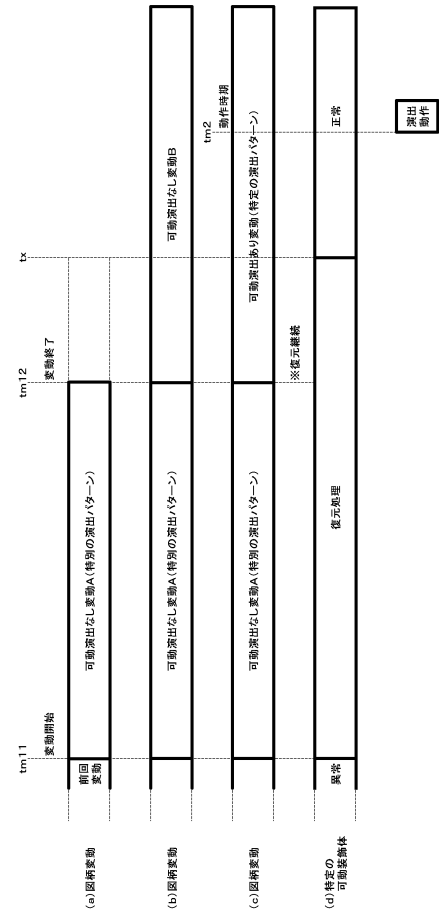 tm11
変動開始
tm12
変動終了
tx
tm2
動作時期
(a)図柄変動
前回
変動
可動演出なし変動A(特別の演出パターン)
(b)図柄変動
可動演出なし変動A(特別の演出パターン)
可動演出なし変動B
(c)図柄変動
可動演出なし変動A(特別の演出パターン)
可動演出あり変動(特定の演出パターン)
※復元継続
(d)特定の
可動装飾体
異常
復元処理
正常
演出
動作